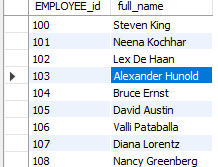 EMPLOYEE_id full_name
100 Steven King
101 Neena Kochhar
102 Lex De Haan
103 Alexander Hunold
104 Bruce Ernst
105 David Austin
106 Valli Pataballa
107 Diana Lorentz
108 Nancy Greenberg